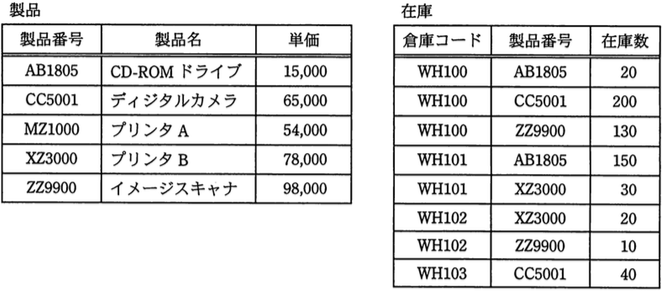 製品
製品番号 製品名 単価
AB1805 CD-ROM ドライブ 15,000
CC5001 ディジタルカメラ 65,000
MZ1000 プリンタ A 54,000
XZ3000 プリンタ B 78,000
ZZ9900 イメージスキャナ 98,000
在庫
倉庫コード 製品番号 在庫数
WH100 AB1805 20
WH100 CC5001 200
WH100 ZZ9900 130
WH101 AB1805 150
WH101 XZ3000 30
WH102 XZ3000 20
WH102 ZZ9900 10
WH103 CC5001 40